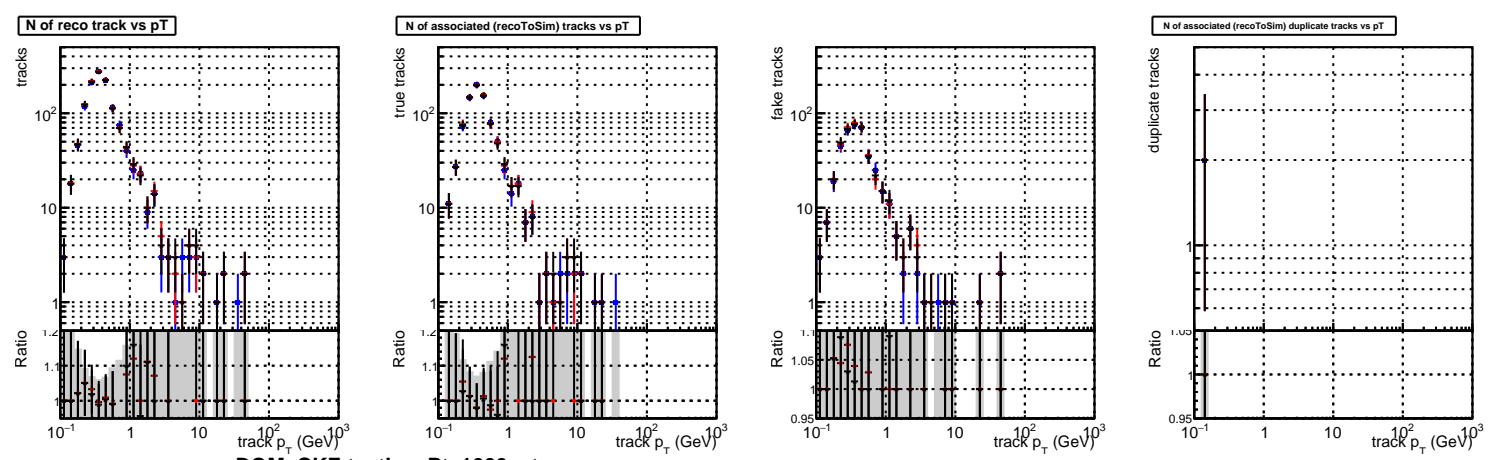 N of reco track vs pT
tracks
10²
10
1
1.2
Ratio
1.1
1
10⁻¹ 1 10 10² 10³
track p_T (GeV)
N of associated (recoToSim) tracks vs pT
true tracks
10²
10
1
1.2
Ratio
1.1
1
10⁻¹ 1 10 10² 10³
track p_T (GeV)
fake tracks
10²
10
1
1.1
Ratio
1.05
1
0.95
10⁻¹ 1 10 10² 10³
track p_T (GeV)
N of associated (recoToSim) duplicate tracks vs pT
duplicate tracks
1
1.05
Ratio
1
0.95
10⁻¹ 1 10 10² 10³
track p_T (GeV)